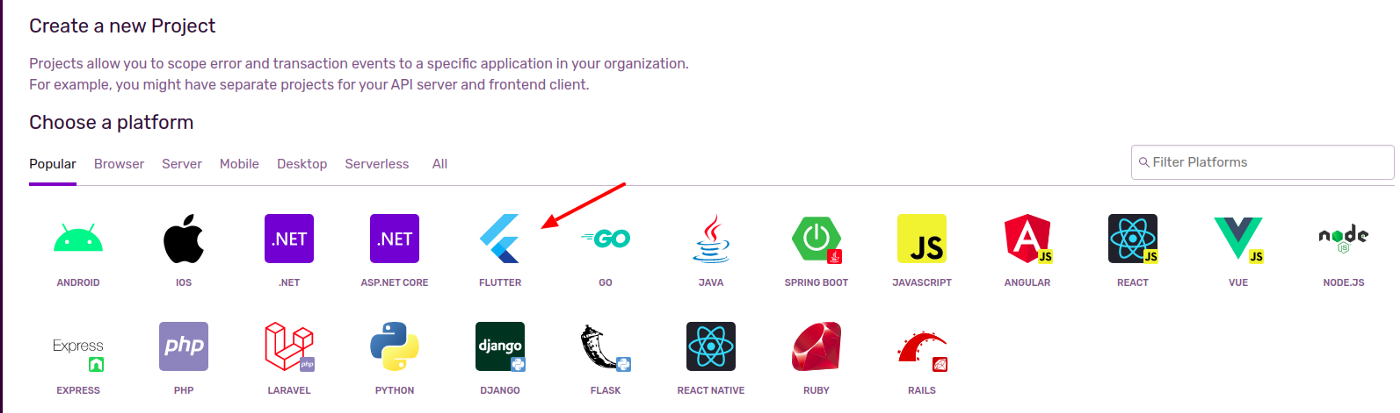 Create a new Project
Projects allow you to scope error and transaction events to a specific application in your organization.
For example, you might have separate projects for your API server and frontend client.
Choose a platform
Popular Browser Server Mobile Desktop Serverless All
Filter Platforms
.NET .NET GO JS JS JS JS node JS
ANDROID IOS .NET ASP.NET CORE FLUTTER GO JAVA SPRING BOOT JAVASCRIPT ANGULAR REACT VUE NODE.JS
Express php php django
EXPRESS PHP LARAVEL PYTHON DJANGO FLASK REACT NATIVE RUBY RAILS